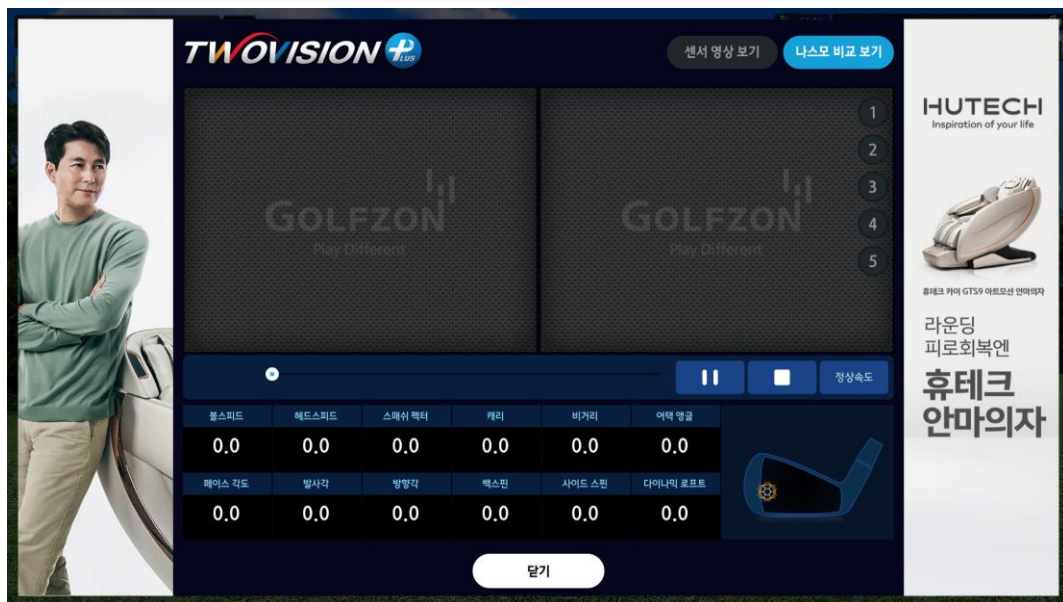 TWOVISION PLUS
센서 영상 보기
나스모 비교 보기
GOLFZON
Play Different
GOLFZON
Play Different
1
2
3
4
5
정상속도
볼스피드 헤드스피드 스매쉬 팩터 캐리 비거리 어택 앵글
0.0 0.0 0.0 0.0 0.0 0.0
페이스 각도 발사각 방향각 백스핀 사이드 스핀 다이나믹 로프트
0.0 0.0 0.0 0.0 0.0 0.0
닫기
HUTECH
Inspiration of your life
휴테크 카이 GTS9 아트모션 안마의자
라운딩
피로회복엔
휴테크
안마의자